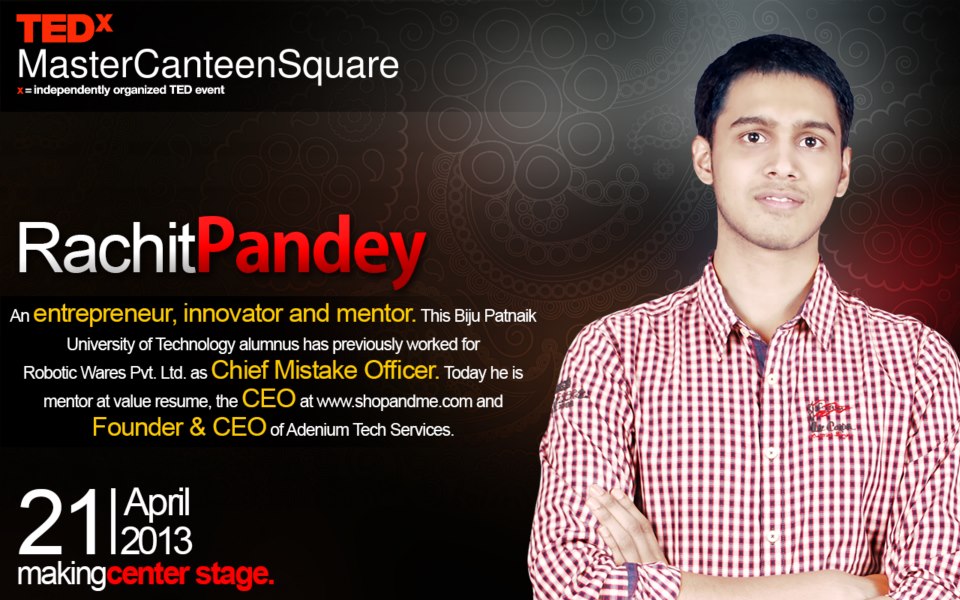 TEDx
MasterCanteenSquare
x = independently organized TED event
RachitPandey
An entrepreneur, innovator and mentor. This Biju Patnaik
University of Technology alumnus has previously worked for
Robotic Wares Pvt. Ltd. as Chief Mistake Officer. Today he is
mentor at value resume, the CEO at www.shopandme.com and
Founder & CEO of Adenium Tech Services.
21 April
2013
makingcenter stage.